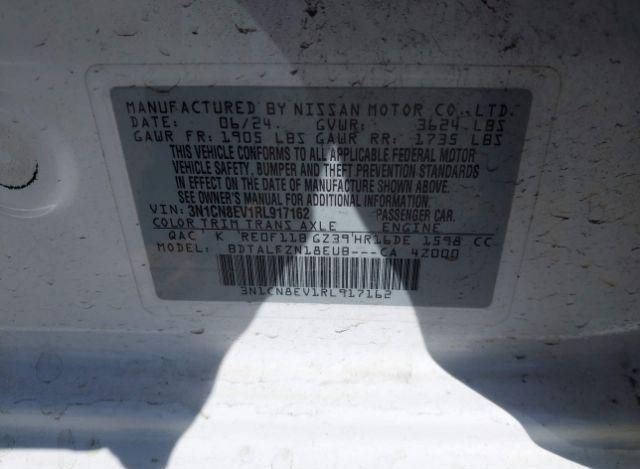 MANUFACTURED BY NISSAN MOTOR CO., LTD.
DATE: 06/24. GVWR: 3624 LBS
GAWR FR: 1905 LBS GAWR RR: 1735 LBS
THIS VEHICLE CONFORMS TO ALL APPLICABLE FEDERAL MOTOR
VEHICLE SAFETY, BUMPER AND THEFT PREVENTION STANDARDS
IN EFFECT ON THE DATE OF MANUFACTURE SHOWN ABOVE.
SEE OWNER'S MANUAL FOR FURTHER INFORMATION.
VIN: 3N1CN8EV1RL917162 PASSENGER CAR.
COLOR TRIM TRANS AXLE ENGINE
QAC K RE0F11B GZ39 HR16DE 1598 CC
MODEL: BDTALFZN18EUB---CA 42000
3N1CN8EV1RL917162